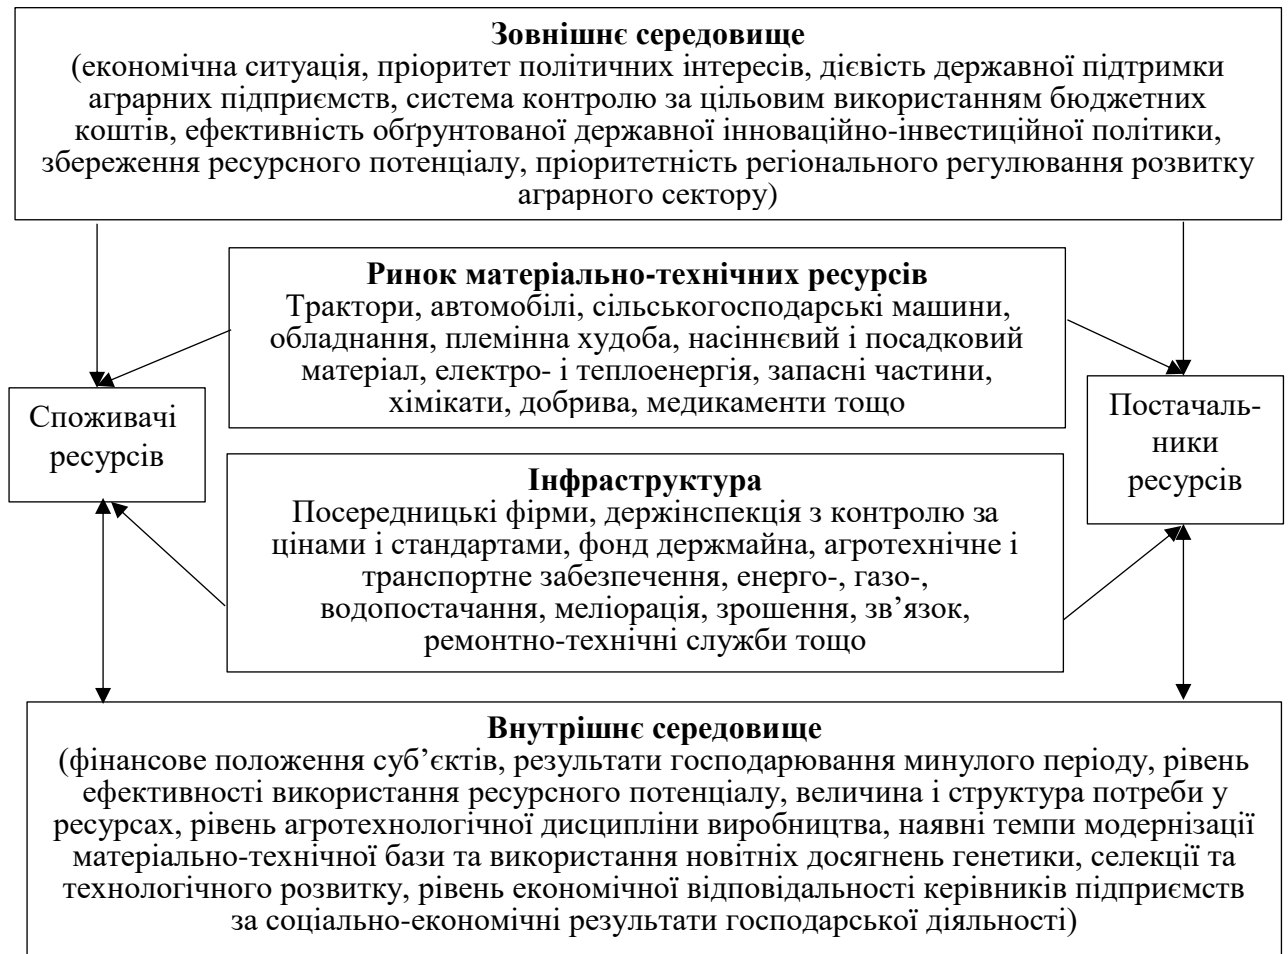 Зовнішнє середовище
(економічна ситуація, пріоритет політичних інтересів, дієвість державної підтримки
аграрних підприємств, система контролю за цільовим використанням бюджетних
коштів, ефективність обґрунтованої державної інноваційно-інвестиційної політики,
збереження ресурсного потенціалу, пріоритетність регіонального регулювання розвитку
аграрного сектору)
Ринок матеріально-технічних ресурсів
Трактори, автомобілі, сільськогосподарські машини,
обладнання, племінна худоба, насіннєвий і посадковий
матеріал, електро- і теплоенергія, запасні частини,
хімікати, добрива, медикаменти тощо
Споживачі
ресурсів
Постачаль-
ники
ресурсів
Інфраструктура
Посередницькі фірми, держінспекція з контролю за
цінами і стандартами, фонд держмайна, агротехнічне і
транспортне забезпечення, енерго-, газо-,
водопостачання, меліорація, зрошення, зв’язок,
ремонтно-технічні служби тощо
Внутрішнє середовище
(фінансове положення суб’єктів, результати господарювання минулого періоду, рівень
ефективності використання ресурсного потенціалу, величина і структура потреби у
ресурсах, рівень агротехнологічної дисципліни виробництва, наявні темпи модернізації
матеріально-технічної бази та використання новітніх досягнень генетики, селекції та
технологічного розвитку, рівень економічної відповідальності керівників підприємств
за соціально-економічні результати господарської діяльності)